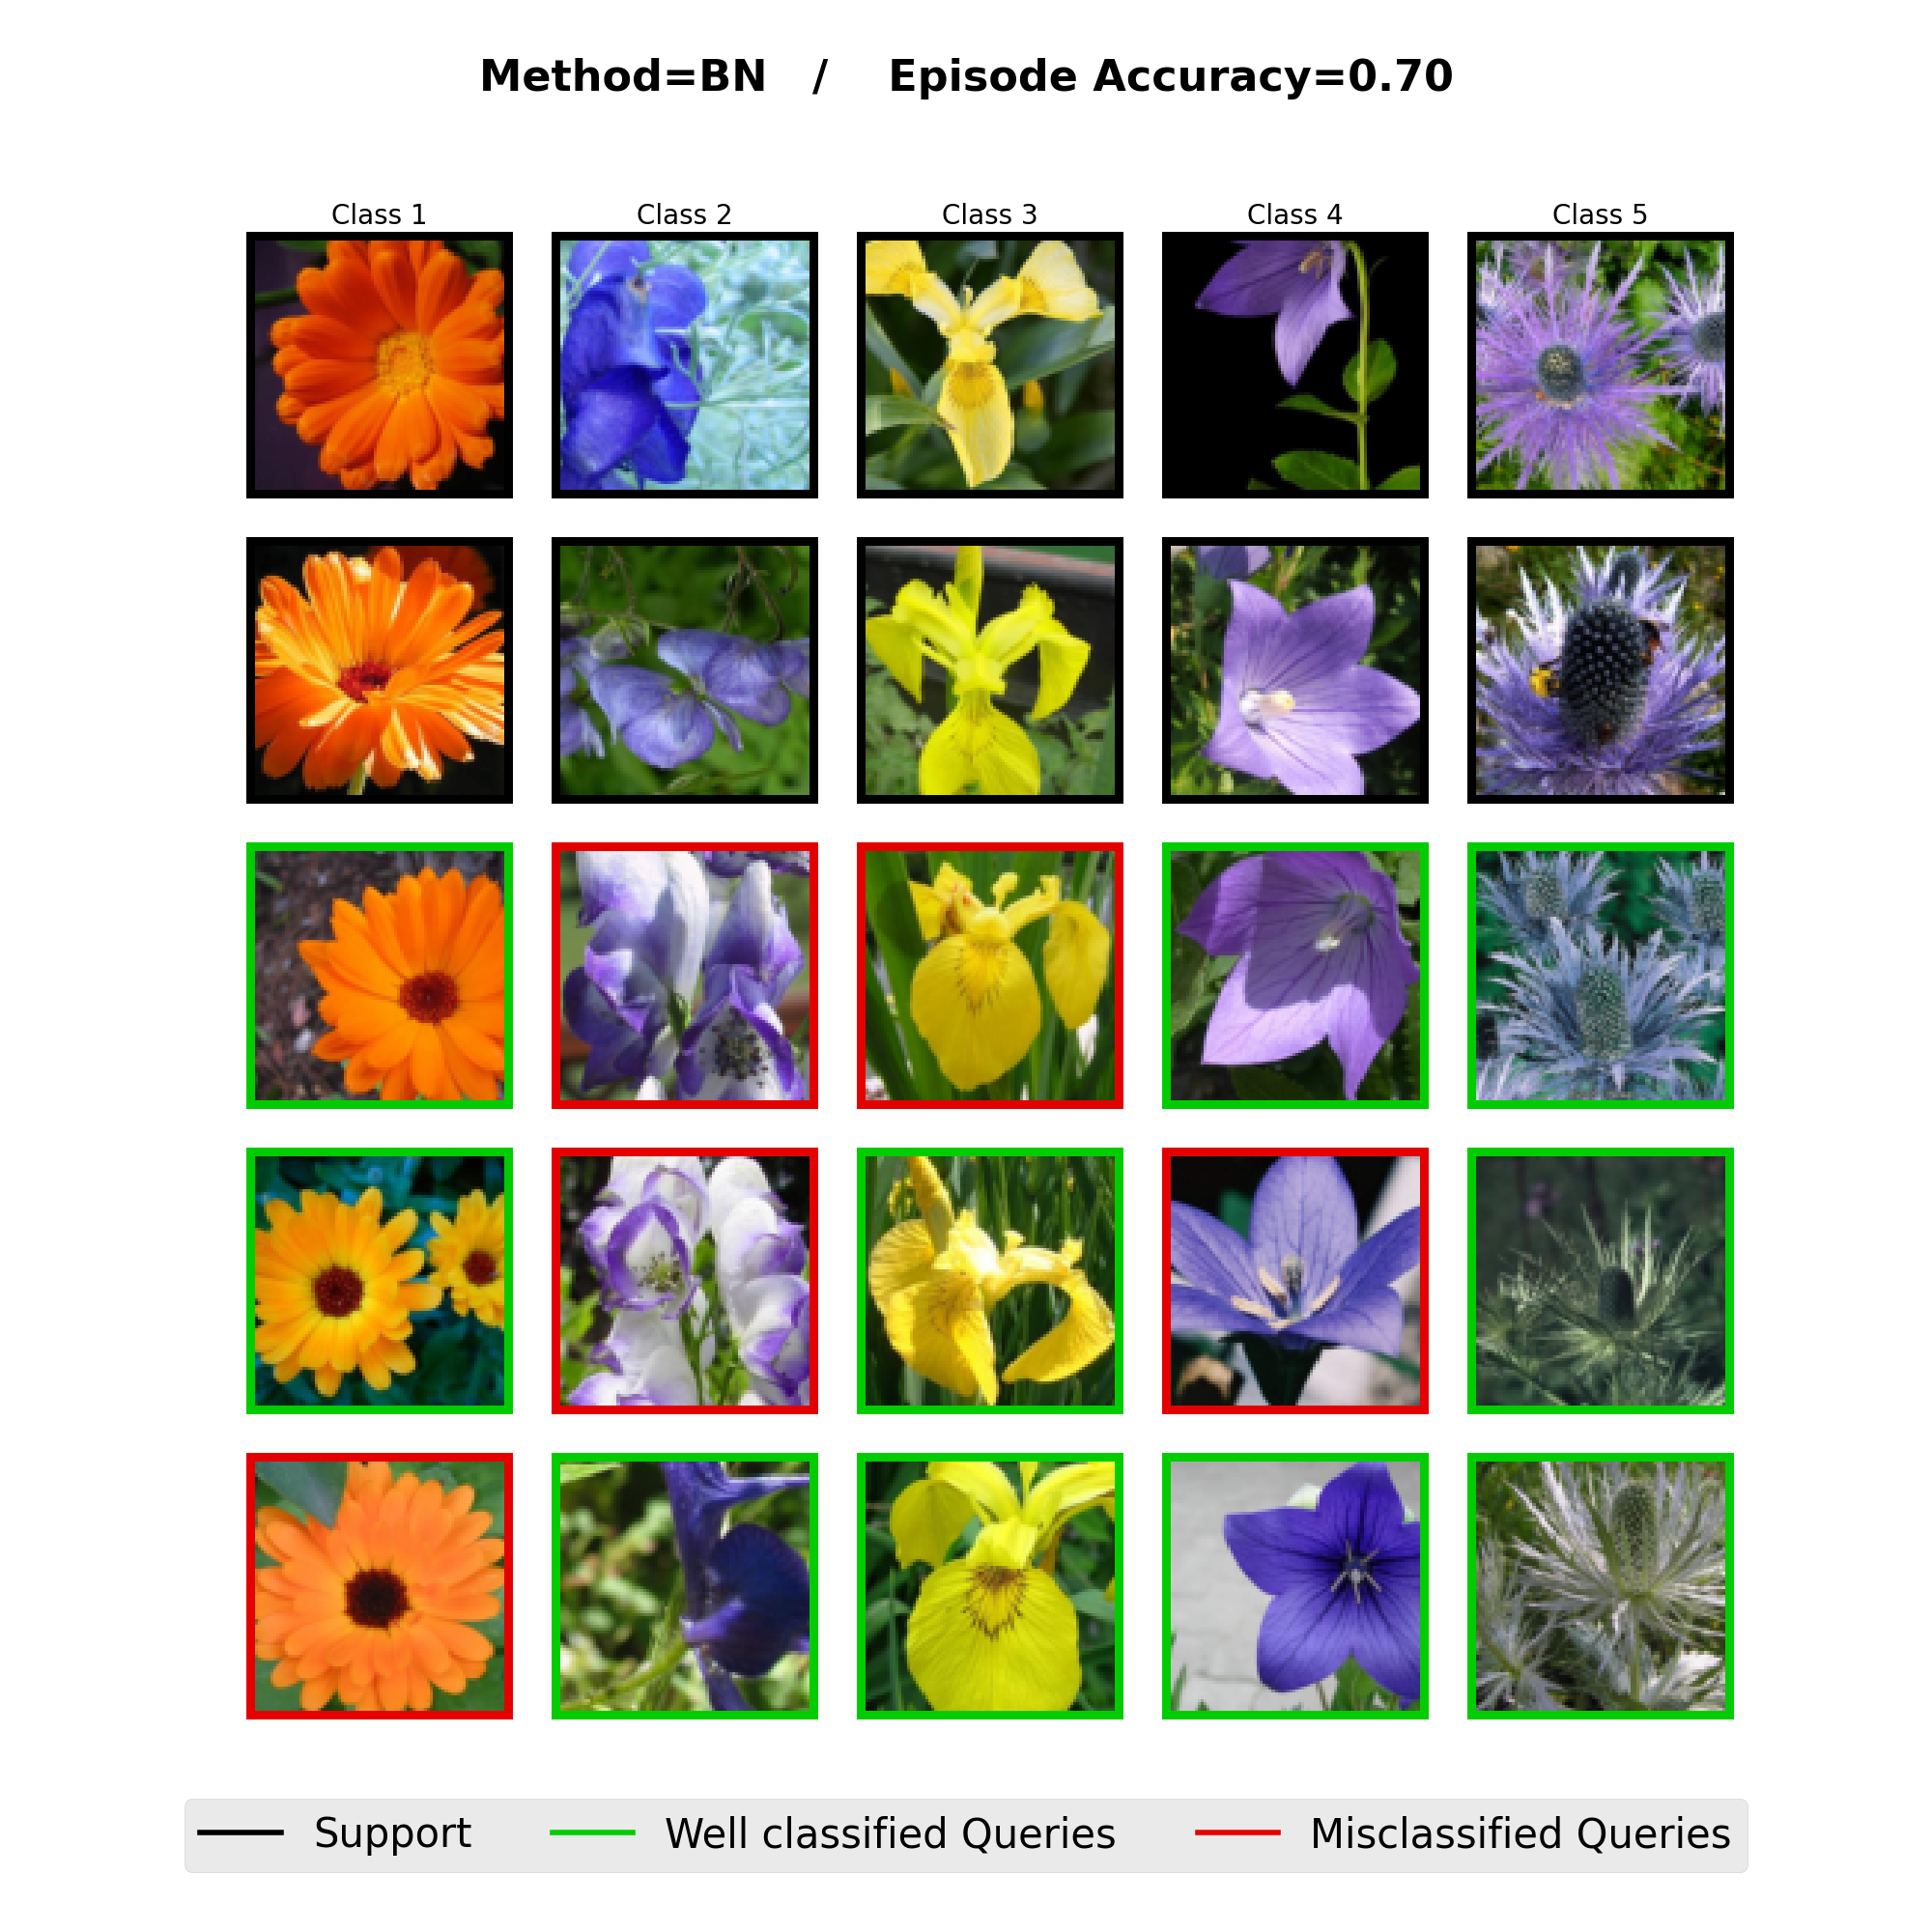 Method=BN / Episode Accuracy=0.70
Class 1 Class 2 Class 3 Class 4 Class 5
Support Well classified Queries Misclassified Queries